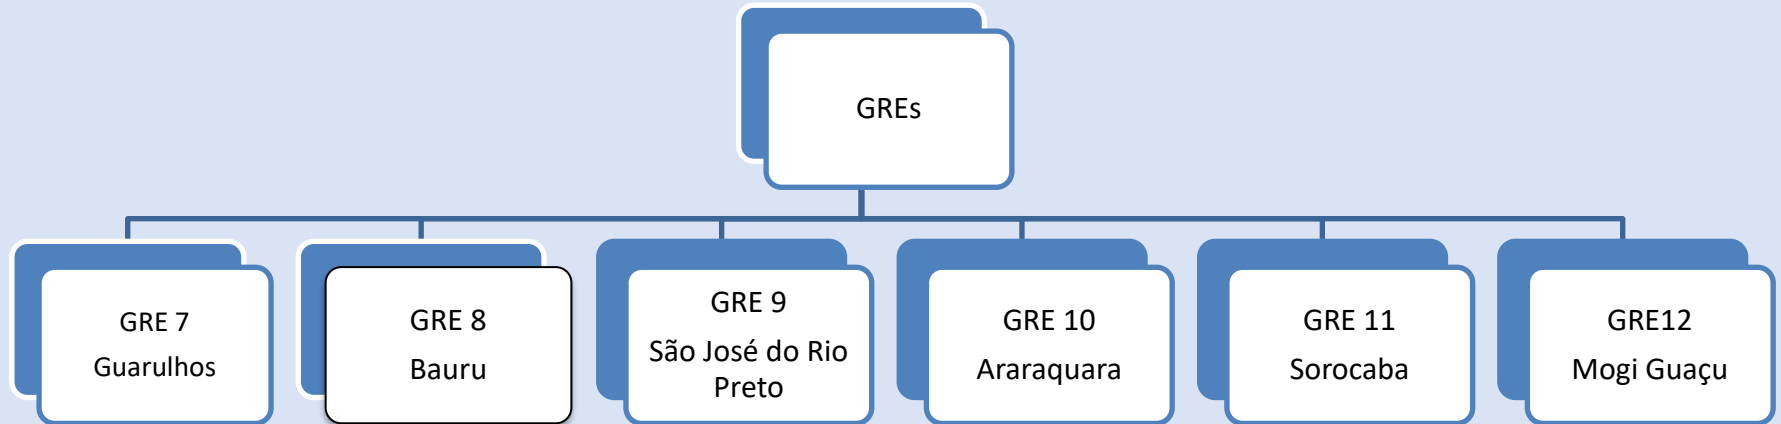 GREs
GRE 7
Guarulhos
GRE 8
Bauru
GRE 9
São José do Rio
Preto
GRE 10
Araraquara
GRE 11
Sorocaba
GRE12
Mogi Guaçu